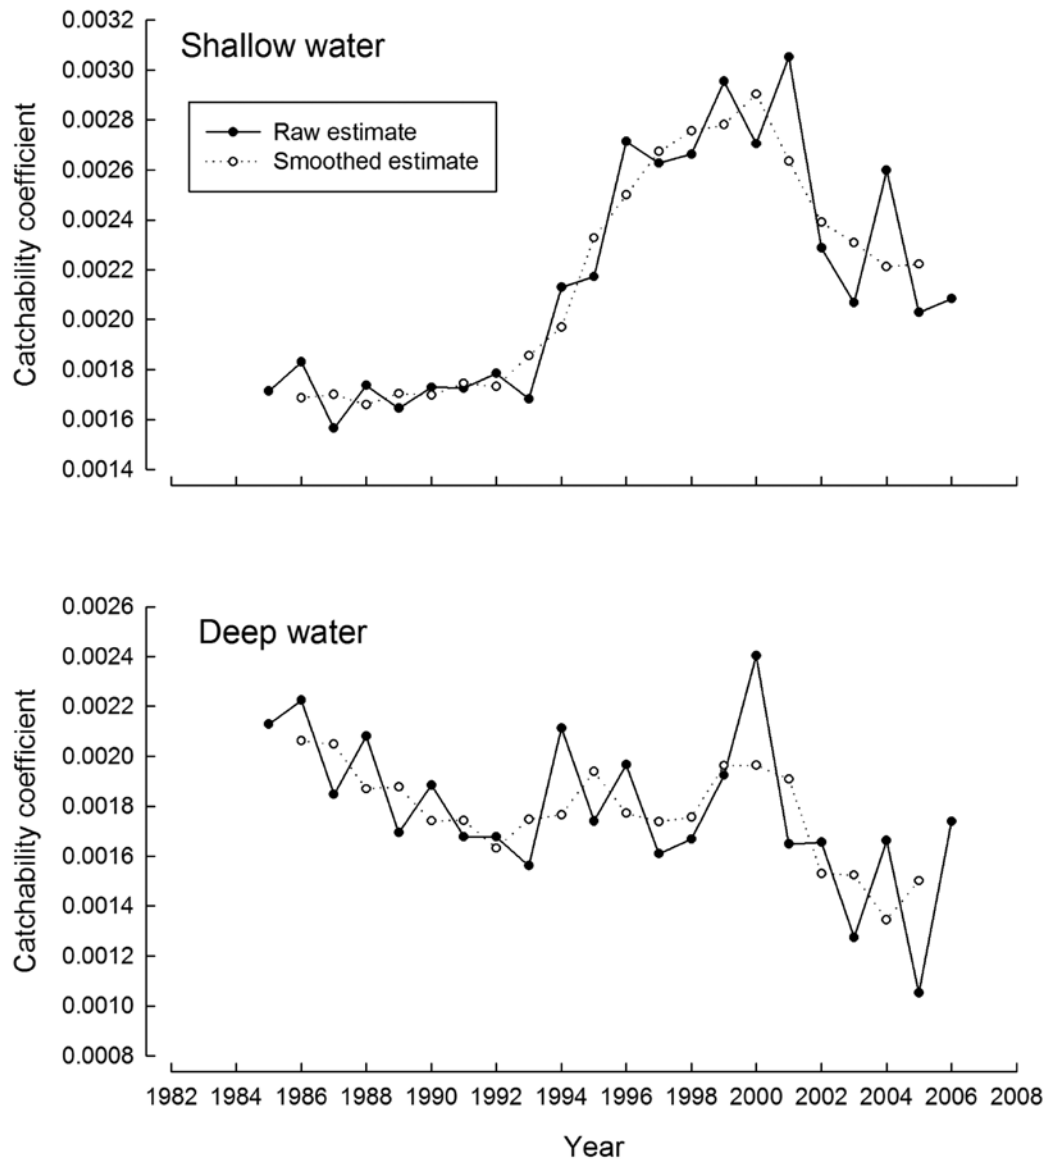 Shallow water
Raw estimate
Smoothed estimate
Catchability coefficient
0.0032
0.0030
0.0028
0.0026
0.0024
0.0022
0.0020
0.0018
0.0016
0.0014
Deep water
Catchability coefficient
0.0026
0.0024
0.0022
0.0020
0.0018
0.0016
0.0014
0.0012
0.0010
0.0008
1982 1984 1986 1988 1990 1992 1994 1996 1998 2000 2002 2004 2006 2008
Year